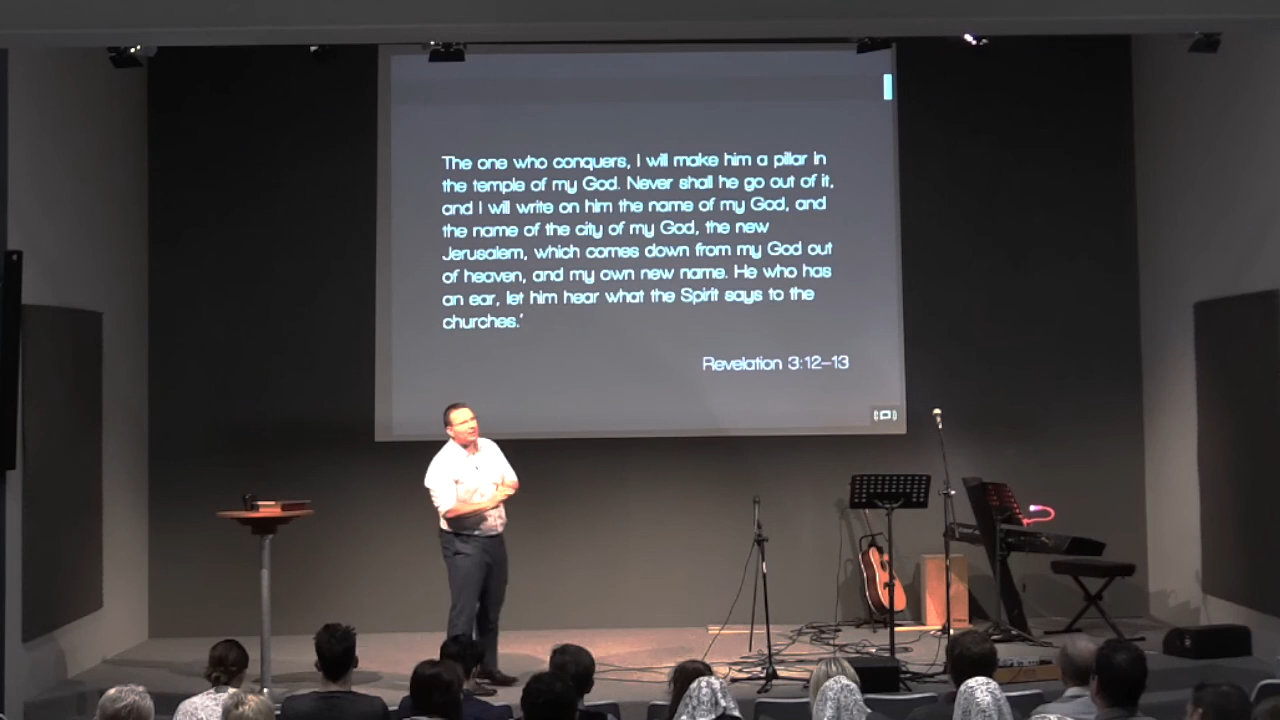 The one who conquers, I will make him a pillar in
the temple of my God. Never shall he go out of it,
and I will write on him the name of my God, and
the name of the city of my God, the new
Jerusalem, which comes down from my God out
of heaven, and my own new name. He who has
an ear, let him hear what the Spirit says to the
churches.'
Revelation 3:12–13